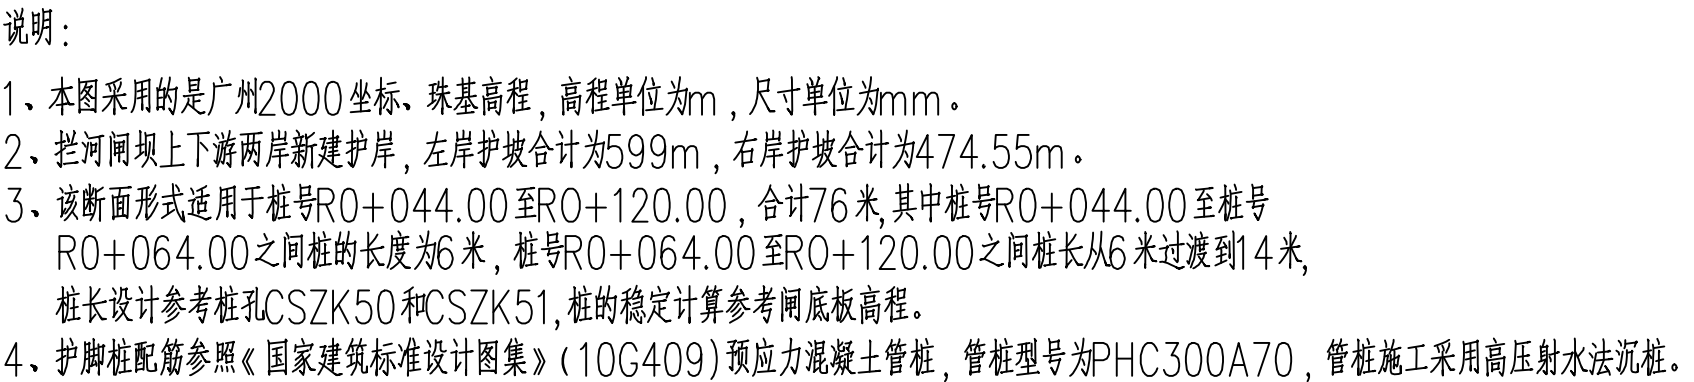 说明：
1、本图采用的是广州2000坐标、珠基高程，高程单位为m，尺寸单位为mm。
2、拦河闸坝上下游两岸新建护岸，左岸护坡合计为599m，右岸护坡合计为474.55m。
3、该断面形式适用于桩号R0+044.00至R0+120.00，合计76米，其中桩号R0+044.00至桩号
R0+064.00之间桩的长度为6米，桩号R0+064.00至R0+120.00之间桩长从6米过渡到14米，
桩长设计参考桩孔CSZK50和CSZK51，桩的稳定计算参考闸底板高程。
4、护脚桩配筋参照《国家建筑标准设计图集》（10G409）预应力混凝土管桩，管桩型号为PHC300A70，管桩施工采用高压射水法沉桩。